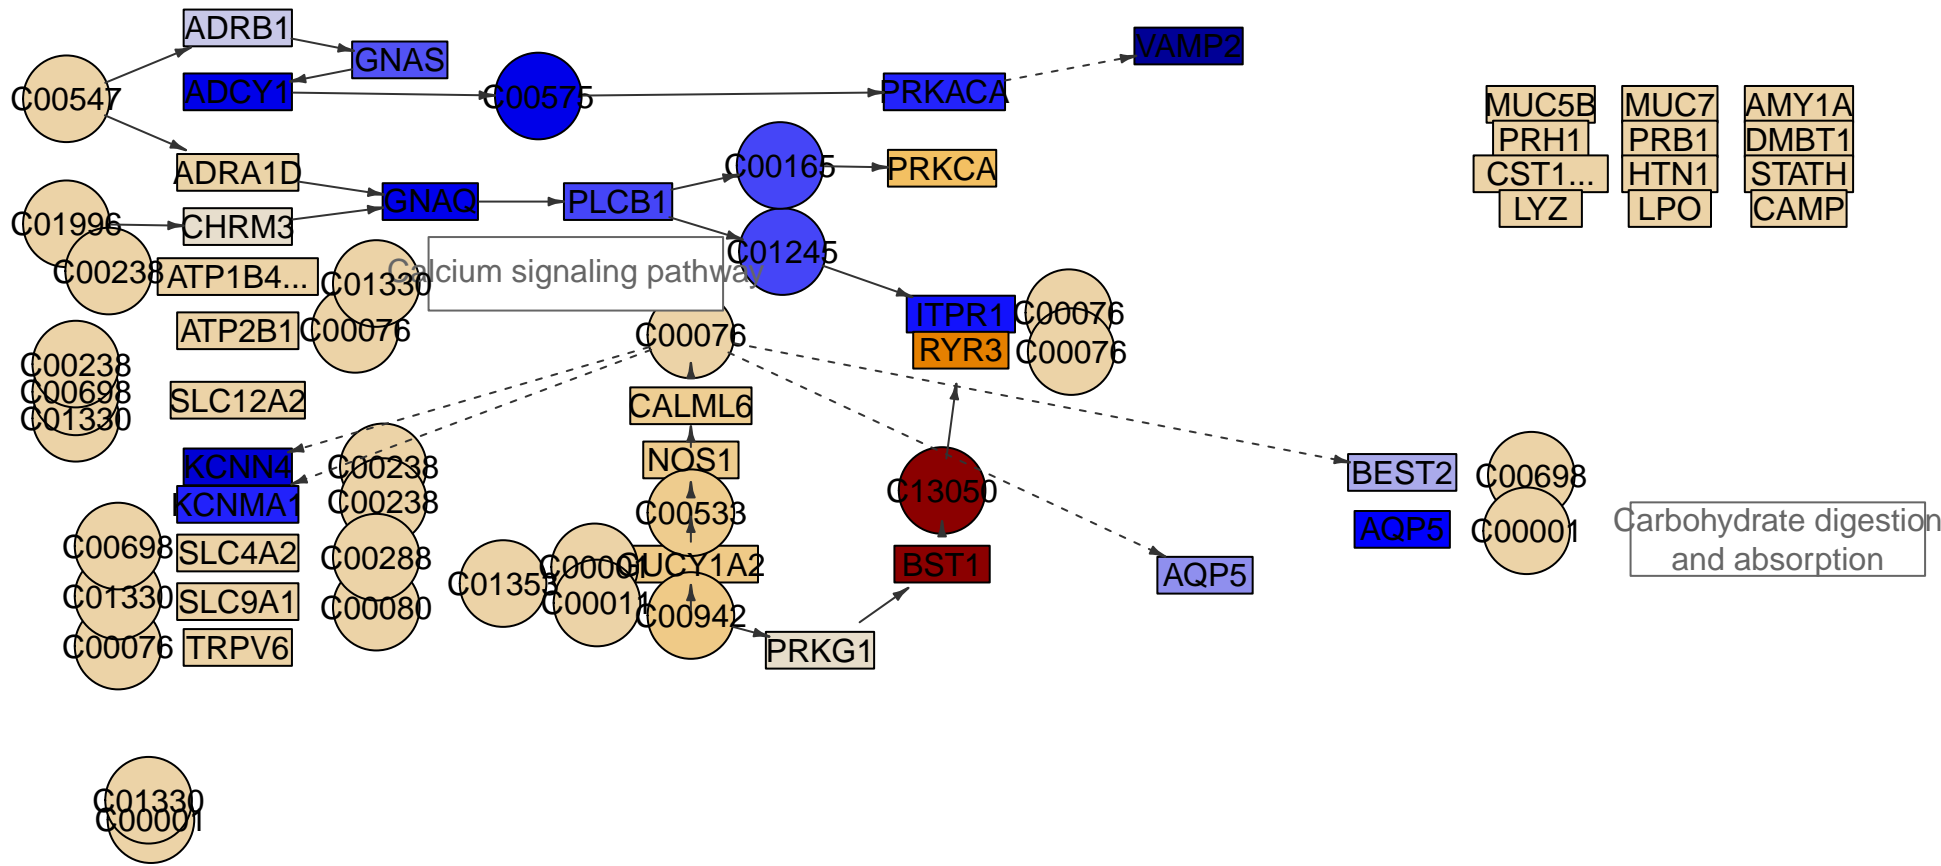 ADRB1
GNAS
VAMP2
C00547
ADCY1
C00575
PRKACA
MUC5B
MUC7
AMY1A
PRH1
PRB1
DMBT1
CST1...
HTN1
STATH
LYZ
LPO
CAMP
ADRA1D
C00165
PRKCA
GNAQ
PLCB1
C01996
CHRM3
C01245
C00238
ATP1B4...
C01330
Calcium signaling pathway
ATP2B1
C00076
C00076
ITPR1
C00076
RYR3
C00076
C00238
C00698
C01330
SLC12A2
CALML6
KCNN4
C00238
NOS1
KCNMA1
C00238
C13050
BEST2
C00698
C00533
AQP5
C00001
Carbohydrate digestion
and absorption
C00698
SLC4A2
C00288
C01353
C00001
GUCY1A2
BST1
AQP5
C01330
SLC9A1
C00080
C00011
C00942
C00076
TRPV6
PRKG1
C01330
C00001